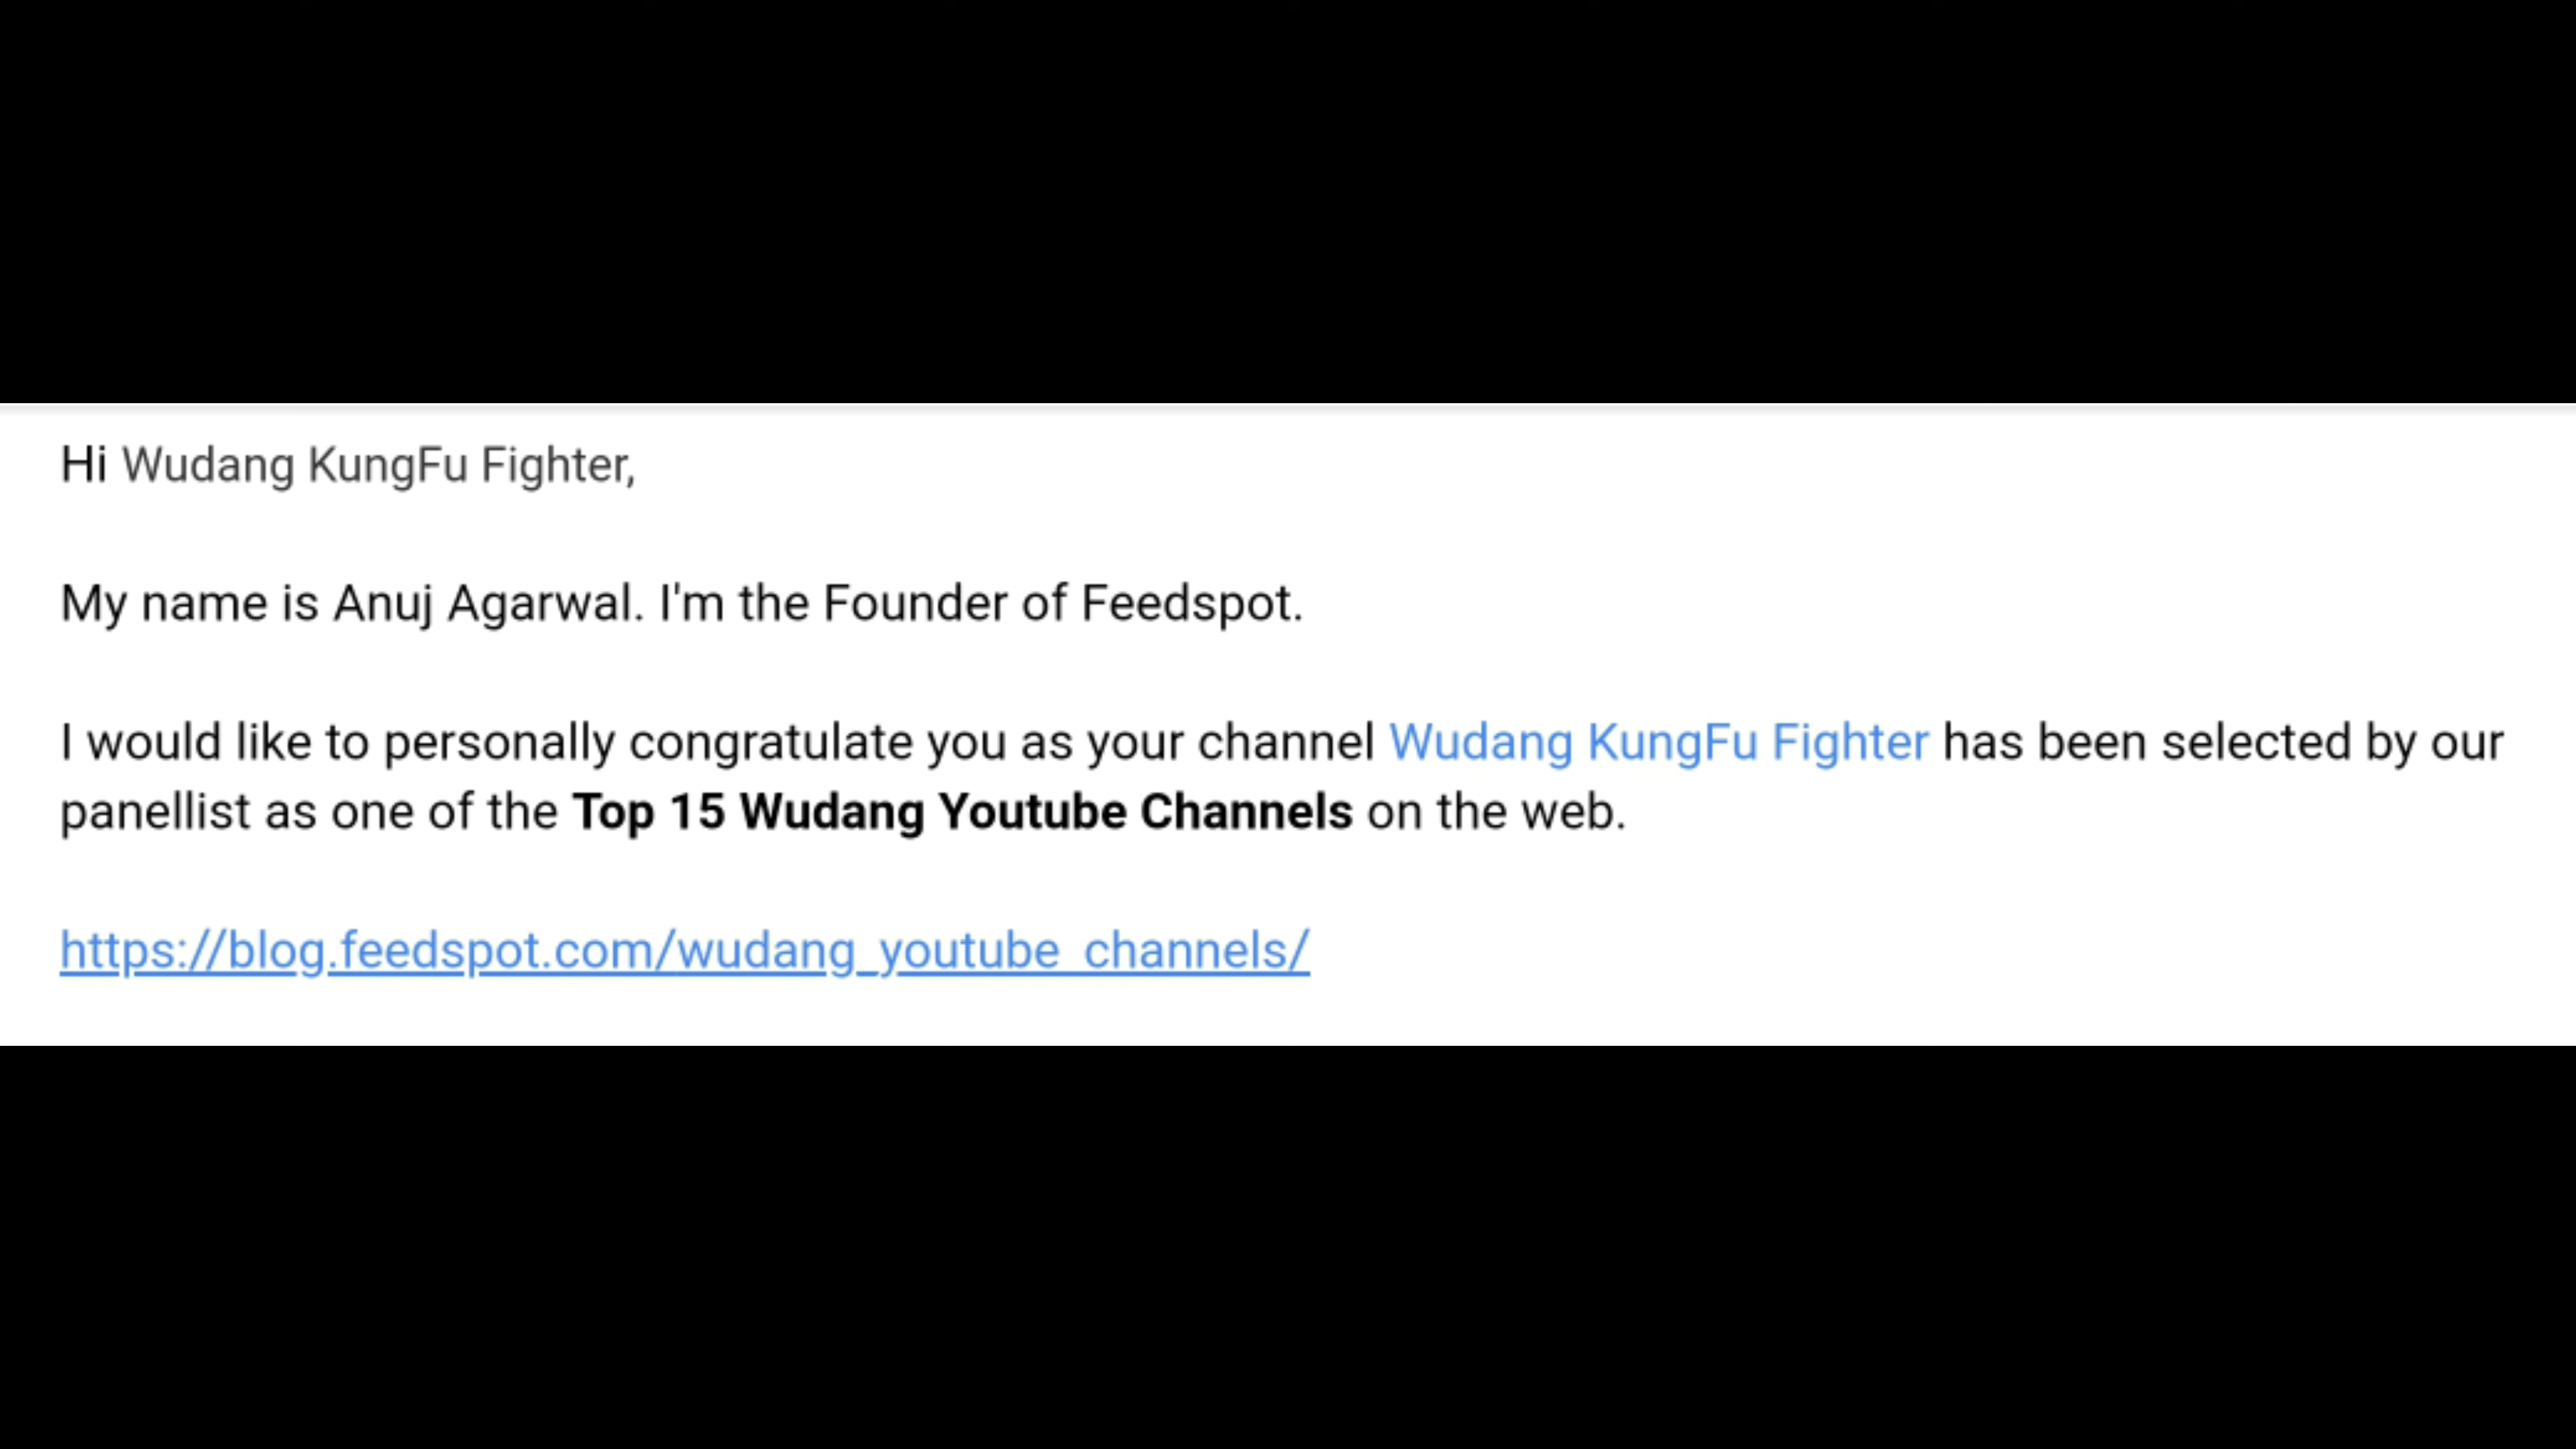 Hi Wudang KungFu Fighter,
My name is Anuj Agarwal. I'm the Founder of Feedspot.
I would like to personally congratulate you as your channel Wudang KungFu Fighter has been selected by our
panellist as one of the Top 15 Wudang Youtube Channels on the web.
https://blog.feedspot.com/wudang_youtube_channels/